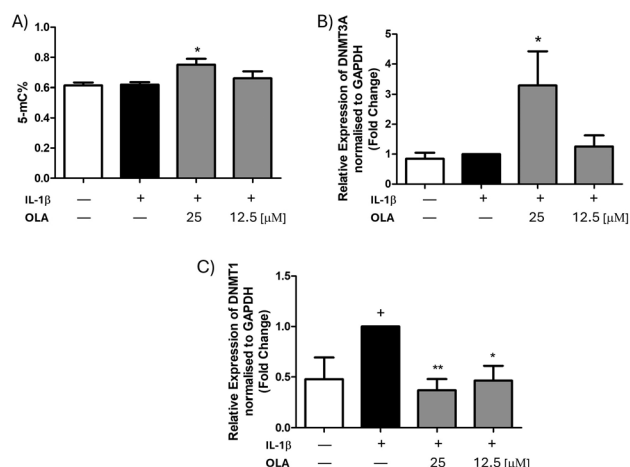 A)
5-mC%
1.0
0.8
0.6
0.4
0.2
0.0
*
IL-1β — + + +
OLA — — 25 12.5 [μM]
B)
Relative Expression of DNMT3A
normalised to GAPDH
(Fold Change)
5
4
3
2
1
0
*
IL-1β — + + +
OLA — — 25 12.5 [μM]
C)
Relative Expression of DNMT1
normalised to GAPDH
(Fold Change)
1.5
1.0
0.5
0.0
+
**
*
IL-1β — + + +
OLA — — 25 12.5 [μM]